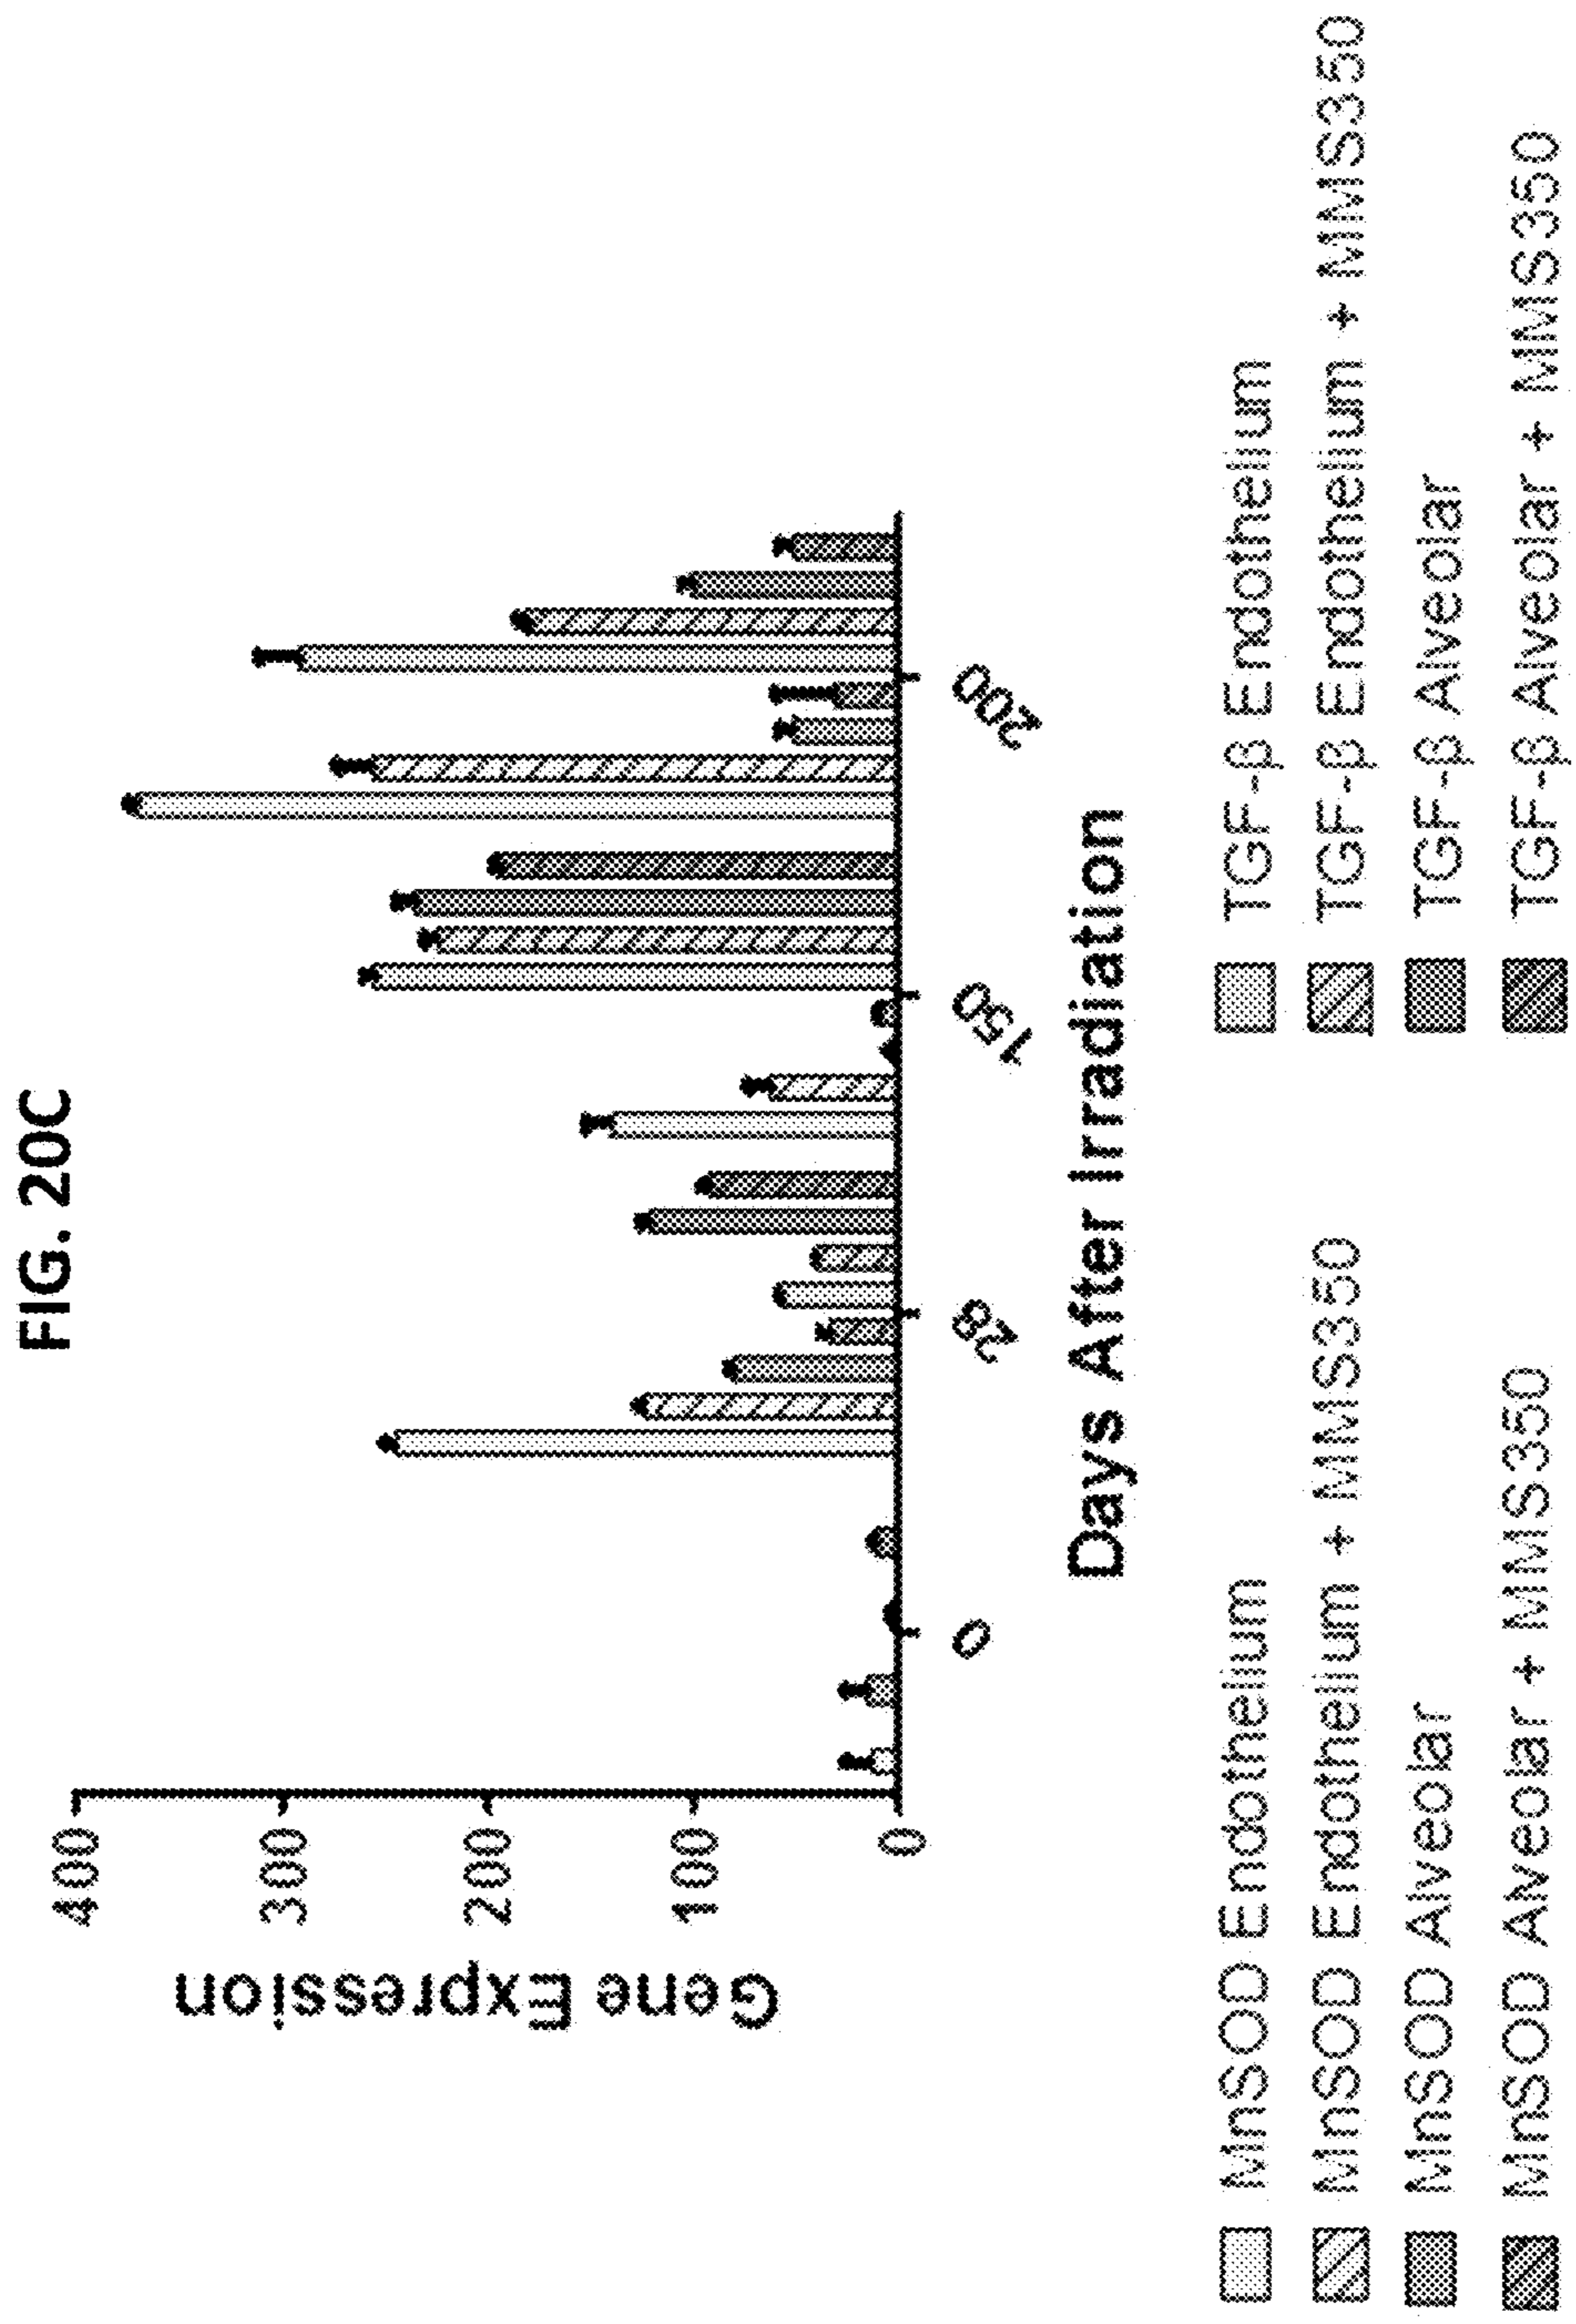 FIG. 20C
Gene Expression
400
300
200
100
0
0
28
150
200
Days After Irradiation
MnSOD Endothelium
MnSOD Endothelium + MMS350
MnSOD Alveolar
MnSOD Alveolar + MMS350
TGF-β Endothelium
TGF-β Endothelium + MMS350
TGF-β Alveolar
TGF-β Alveolar + MMS350